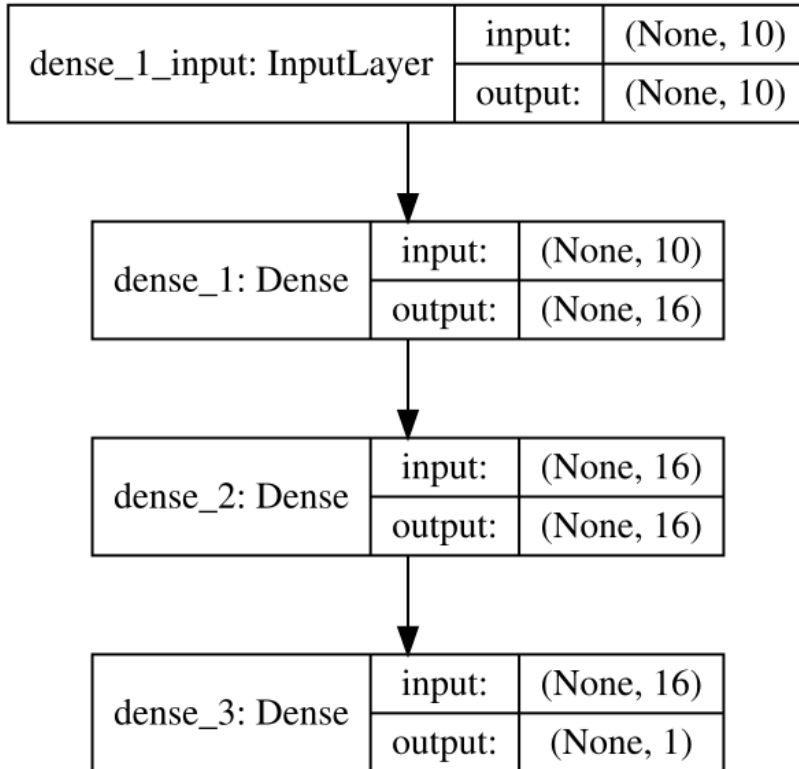 dense_1_input: InputLayer
input: (None, 10)
output: (None, 10)
dense_1: Dense
input: (None, 10)
output: (None, 16)
dense_2: Dense
input: (None, 16)
output: (None, 16)
dense_3: Dense
input: (None, 16)
output: (None, 1)